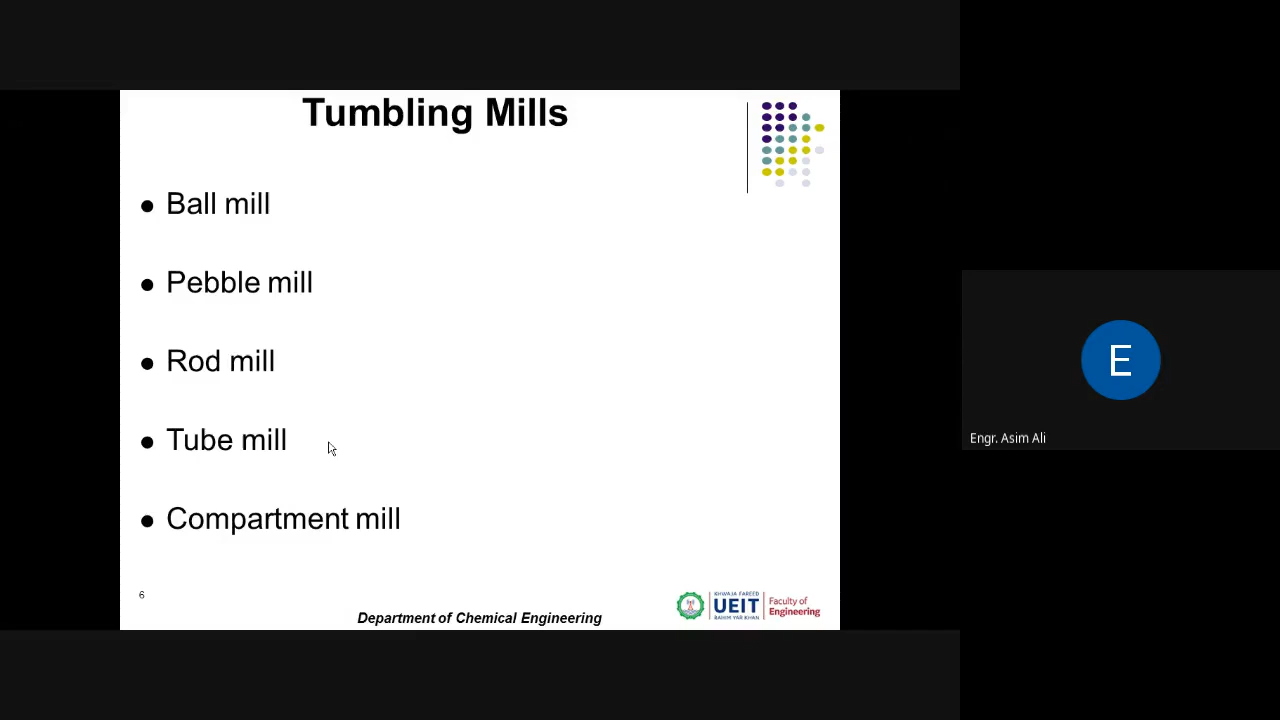 Tumbling Mills
● Ball mill
● Pebble mill
● Rod mill
● Tube mill
● Compartment mill
6
Department of Chemical Engineering
KHWAJA FAREED
UEIT
RAHIM YAR KHAN
Faculty of
Engineering
E
Engr. Asim Ali